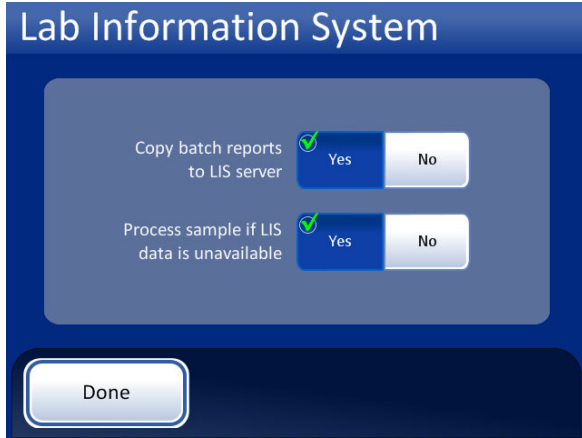 Lab Information System
Copy batch reports
to LIS server
Yes
No
Process sample if LIS
data is unavailable
Yes
No
Done